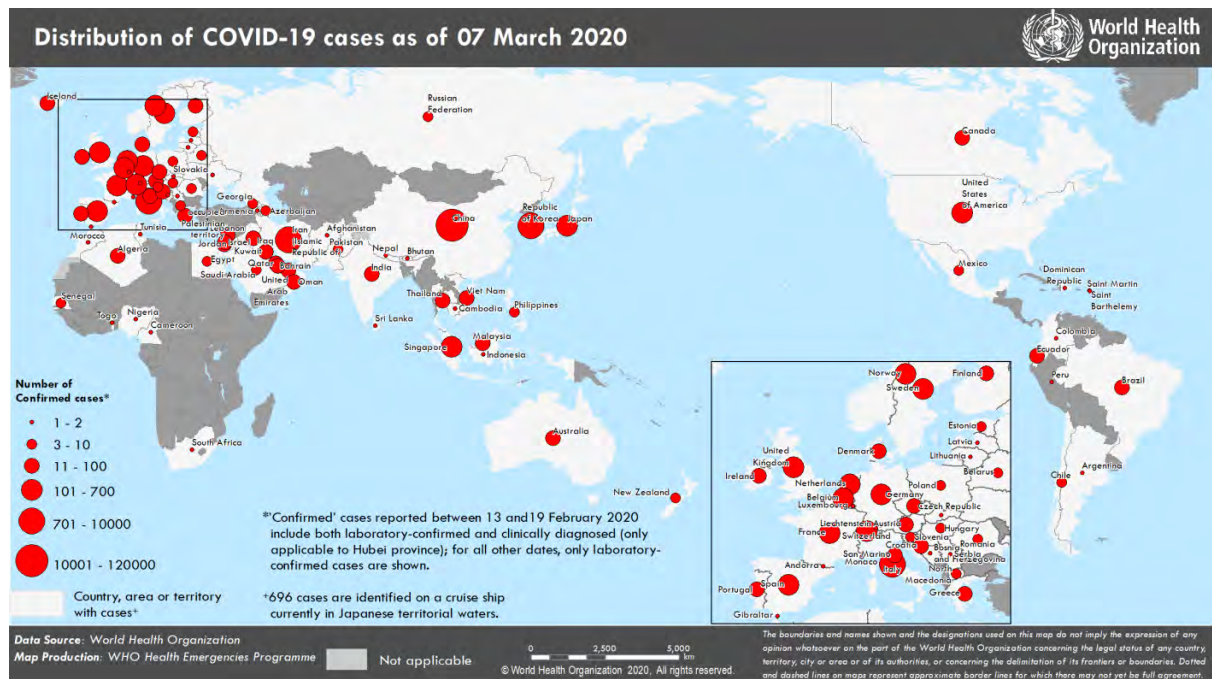 Distribution of COVID-19 cases as of 07 March 2020
World Health
Organization
Iceland
Russian
Federation
Slovakia
Georgia
Armenia
Azerbaijan
occupied
Palestinian
territory
Lebanon
Israel
Jordan
Iraq
Iran
(Islamic
Republic of)
Kuwait
Afghanistan
Pakistan
Morocco
Tunisia
Algeria
Egypt
Qatar
Bahrain
Saudi Arabia
United
Arab
Emirates
Oman
Nepal
Bhutan
India
China
Republic
of Korea
Japan
Thailand
Viet Nam
Cambodia
Philippines
Sri Lanka
Malaysia
Singapore
Indonesia
Senegal
Togo
Nigeria
Cameroon
South Africa
Australia
New Zealand
Canada
United
States
of America
Mexico
Dominican
Republic
Saint Martin
Saint
Barthelemy
Colombia
Ecuador
Peru
Brazil
Chile
Argentina
Norway
Sweden
Finland
Estonia
Latvia
Lithuania
Belarus
Denmark
United
Kingdom
Ireland
Netherlands
Belgium
Luxembourg
Germany
Poland
Czech Republic
Liechtenstein
Austria
France
Switzerland
Slovenia
Hungary
Croatia
Romania
San Marino
Monaco
Bosnia
and Herzegovina
Serbia
Italy
Andorra
North
Macedonia
Portugal
Spain
Greece
Gibraltar
Number of
Confirmed cases*
1 - 2
3 - 10
11 - 100
101 - 700
701 - 10000
10001 - 120000
Country, area or territory
with cases⁺
*'Confirmed' cases reported between 13 and 19 February 2020
include both laboratory-confirmed and clinically diagnosed (only
applicable to Hubei province); for all other dates, only laboratory-
confirmed cases are shown.
⁺696 cases are identified on a cruise ship
currently in Japanese territorial waters.
Data Source: World Health Organization
Map Production: WHO Health Emergencies Programme
Not applicable
0 2,500 5,000
km
© World Health Organization 2020, All rights reserved.
The boundaries and names shown and the designations used on this map do not imply the expression of any
opinion whatsoever on the part of the World Health Organization concerning the legal status of any country,
territory, city or area or of its authorities, or concerning the delimitation of its frontiers or boundaries. Dotted
and dashed lines on maps represent approximate border lines for which there may not yet be full agreement.